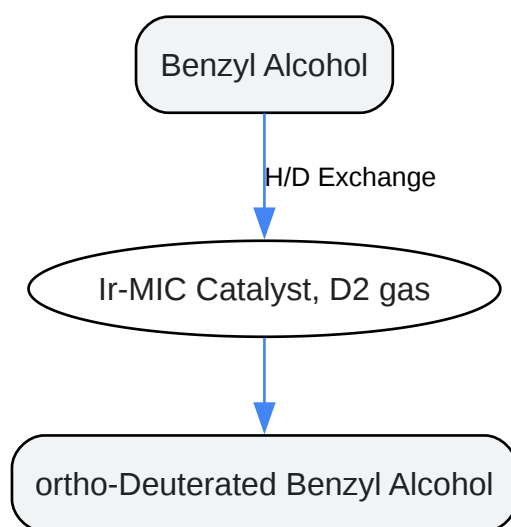 Benzyl Alcohol
H/D Exchange
Ir-MIC Catalyst, D2 gas
ortho-Deuterated Benzyl Alcohol